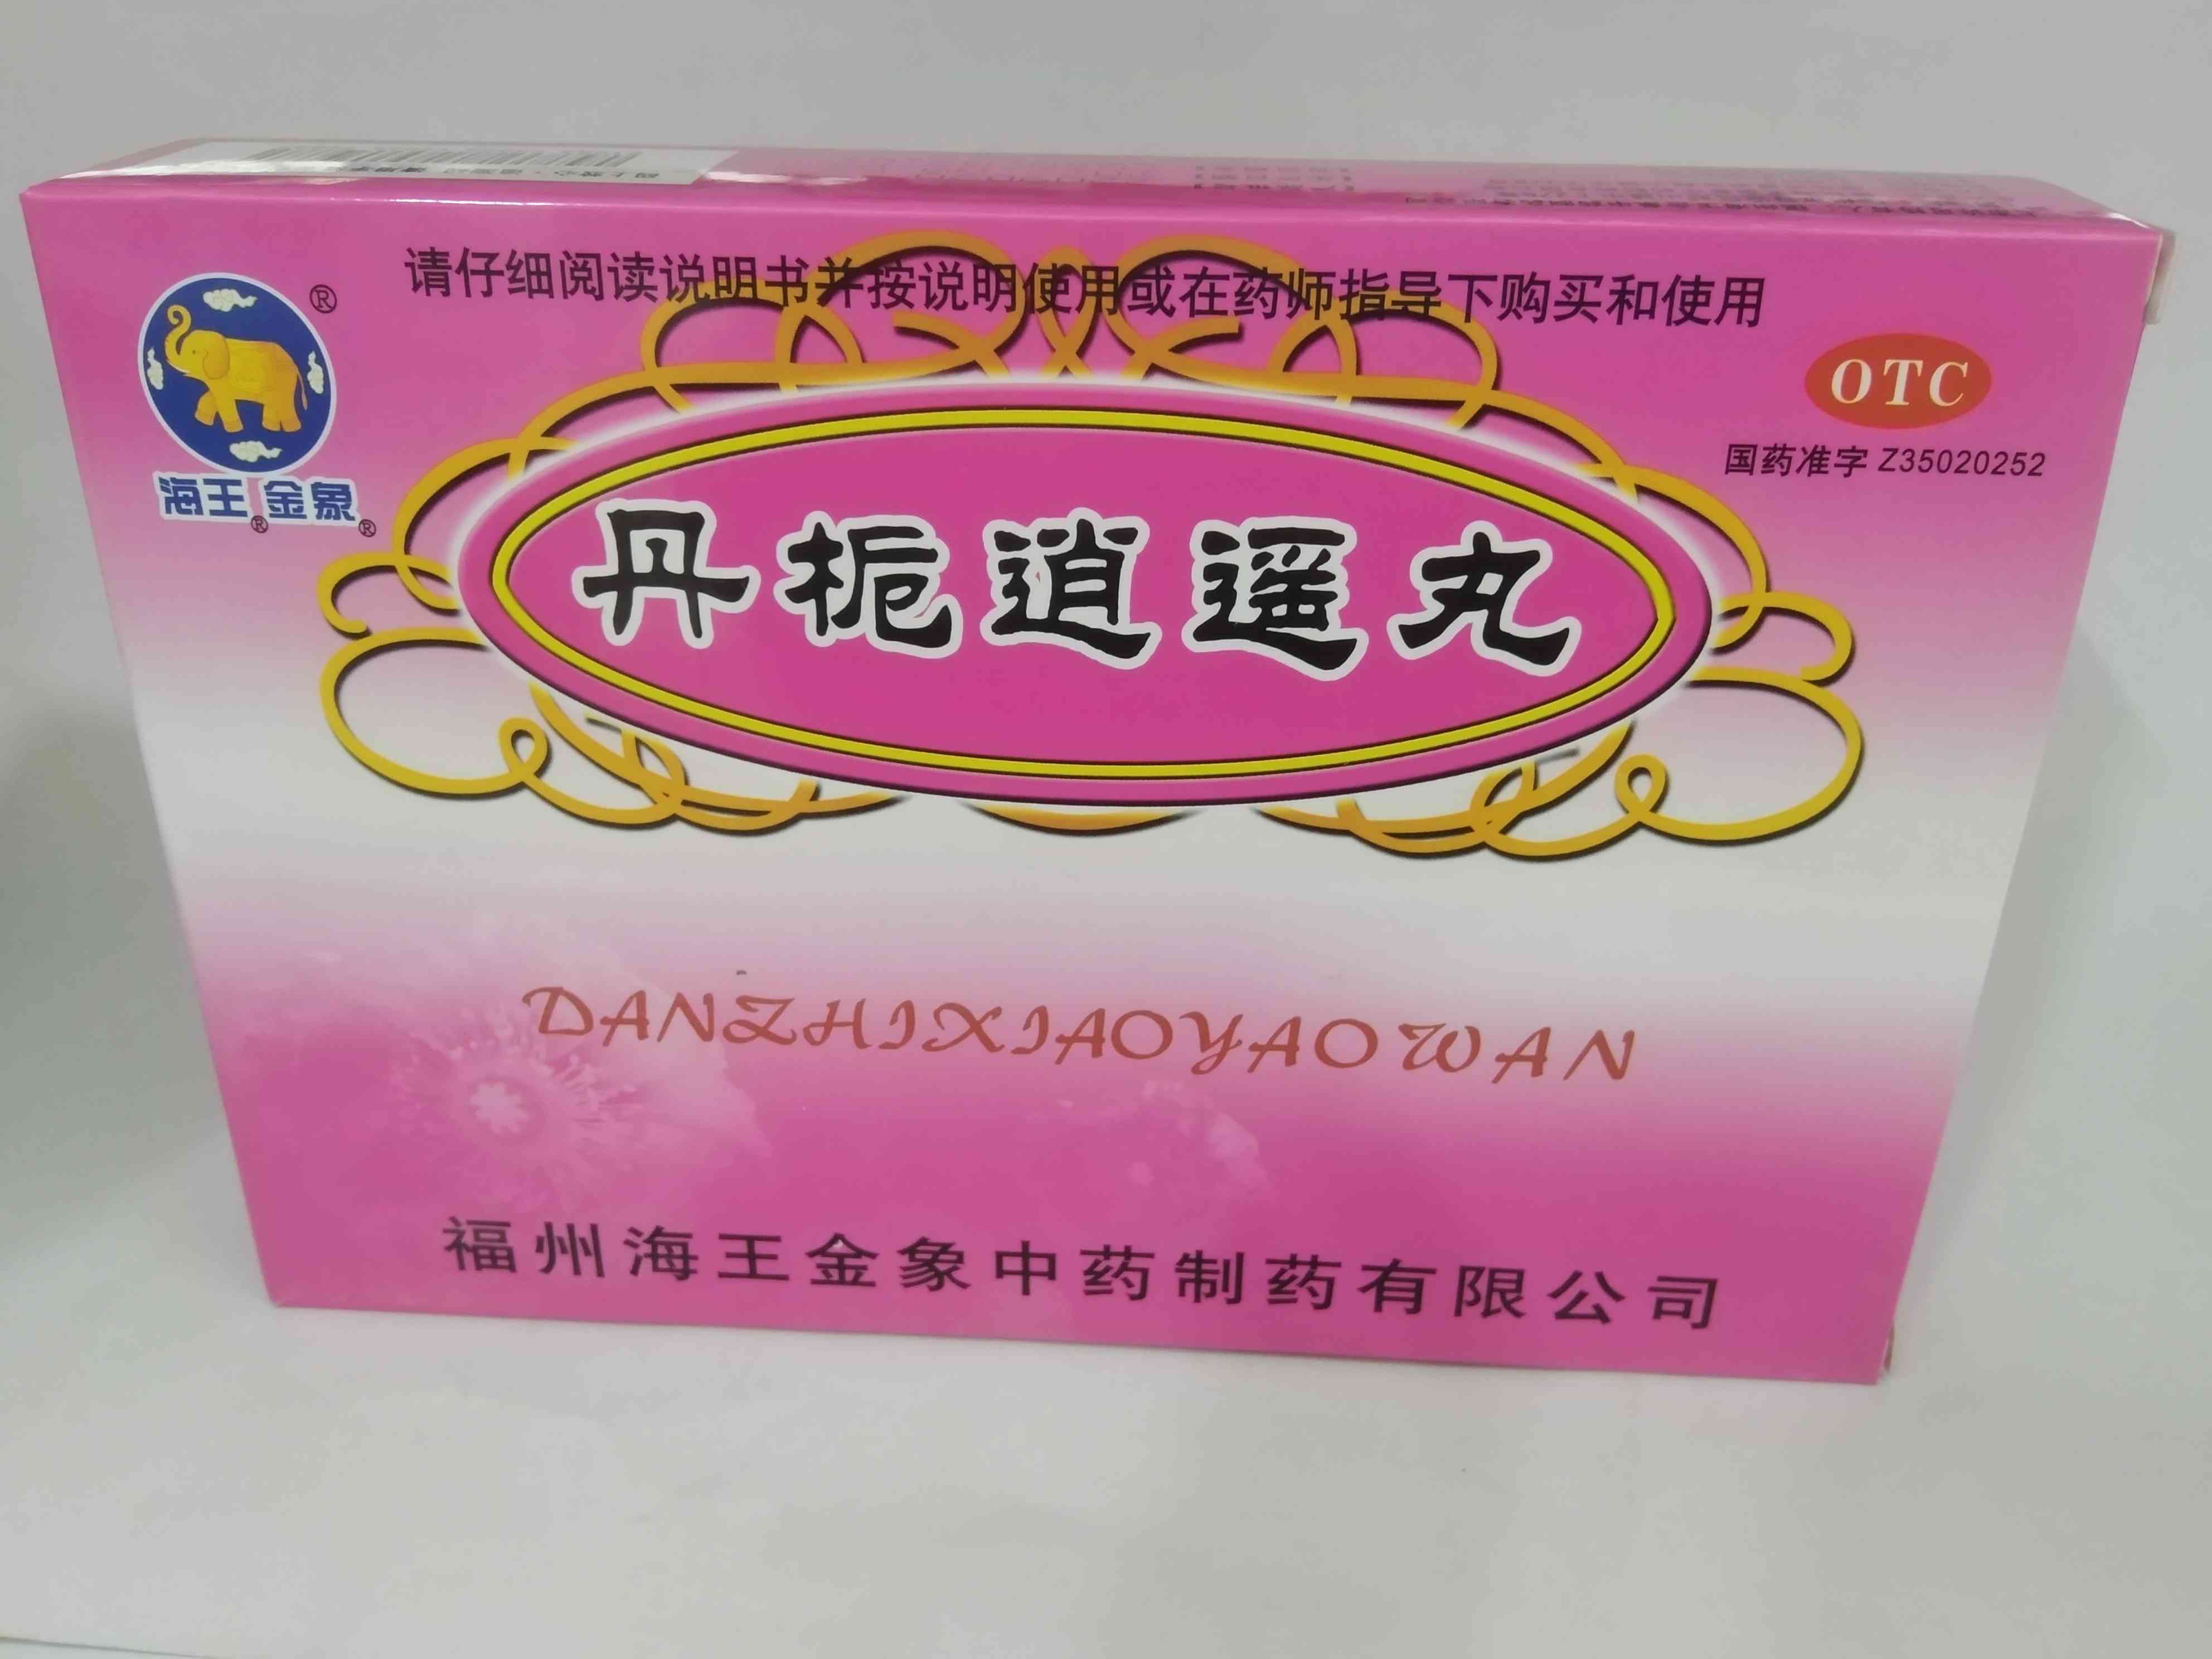 请仔细阅读说明书并按说明使用或在药师指导下购买和使用
®
OTC
国药准字 Z35020252
海王® 金象®
丹栀逍遥丸
DANZHIXIAOYAOWAN
福州海王金象中药制药有限公司